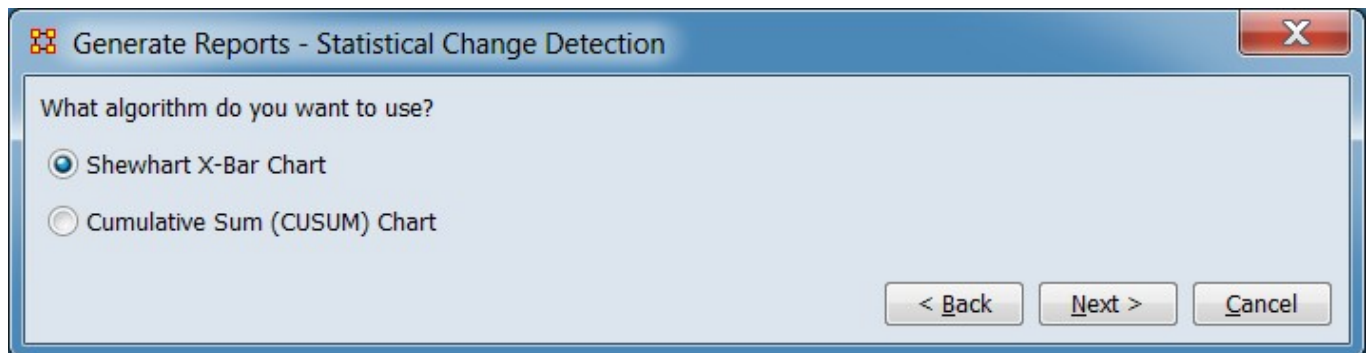 Generate Reports - Statistical Change Detection
What algorithm do you want to use?
Shewhart X-Bar Chart
Cumulative Sum (CUSUM) Chart
< Back Next > Cancel